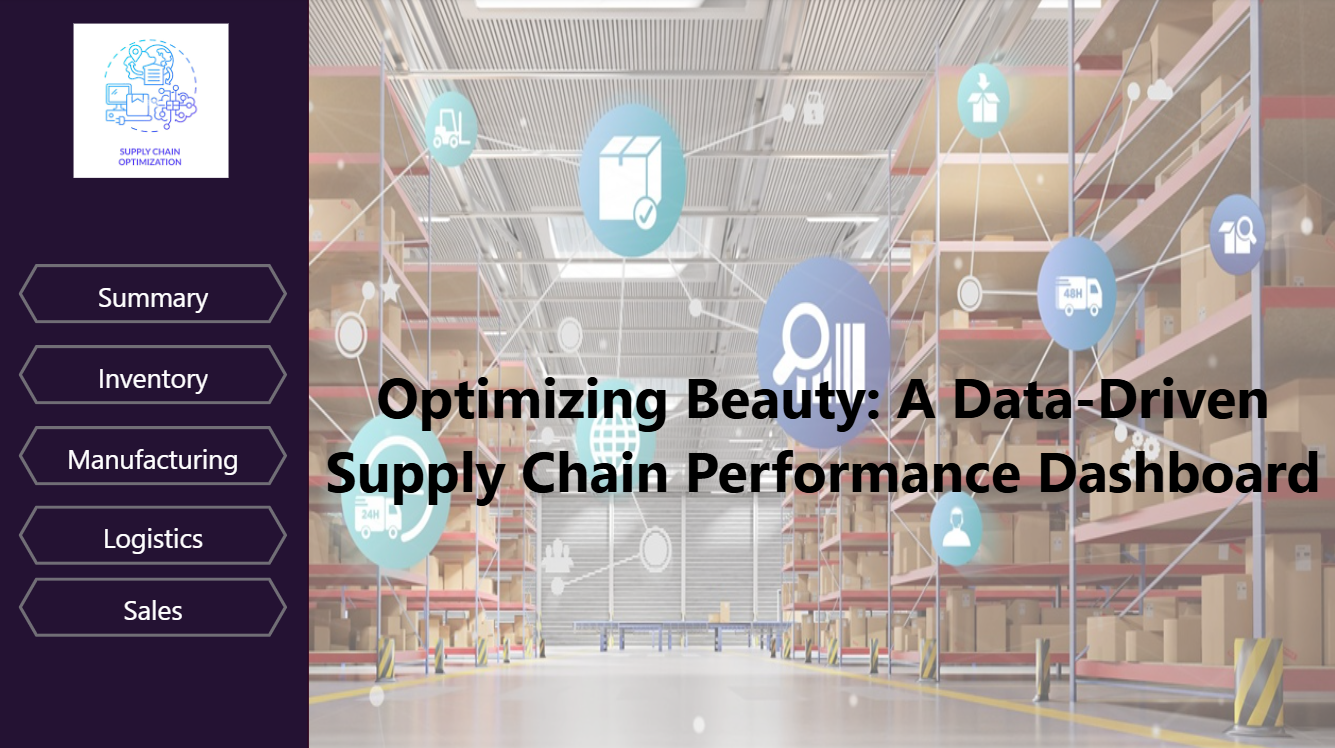 SUPPLY CHAIN
OPTIMIZATION
Summary
Inventory
Manufacturing
Logistics
Sales
48H
Optimizing Beauty: A Data-Driven
Supply Chain Performance Dashboard
24H